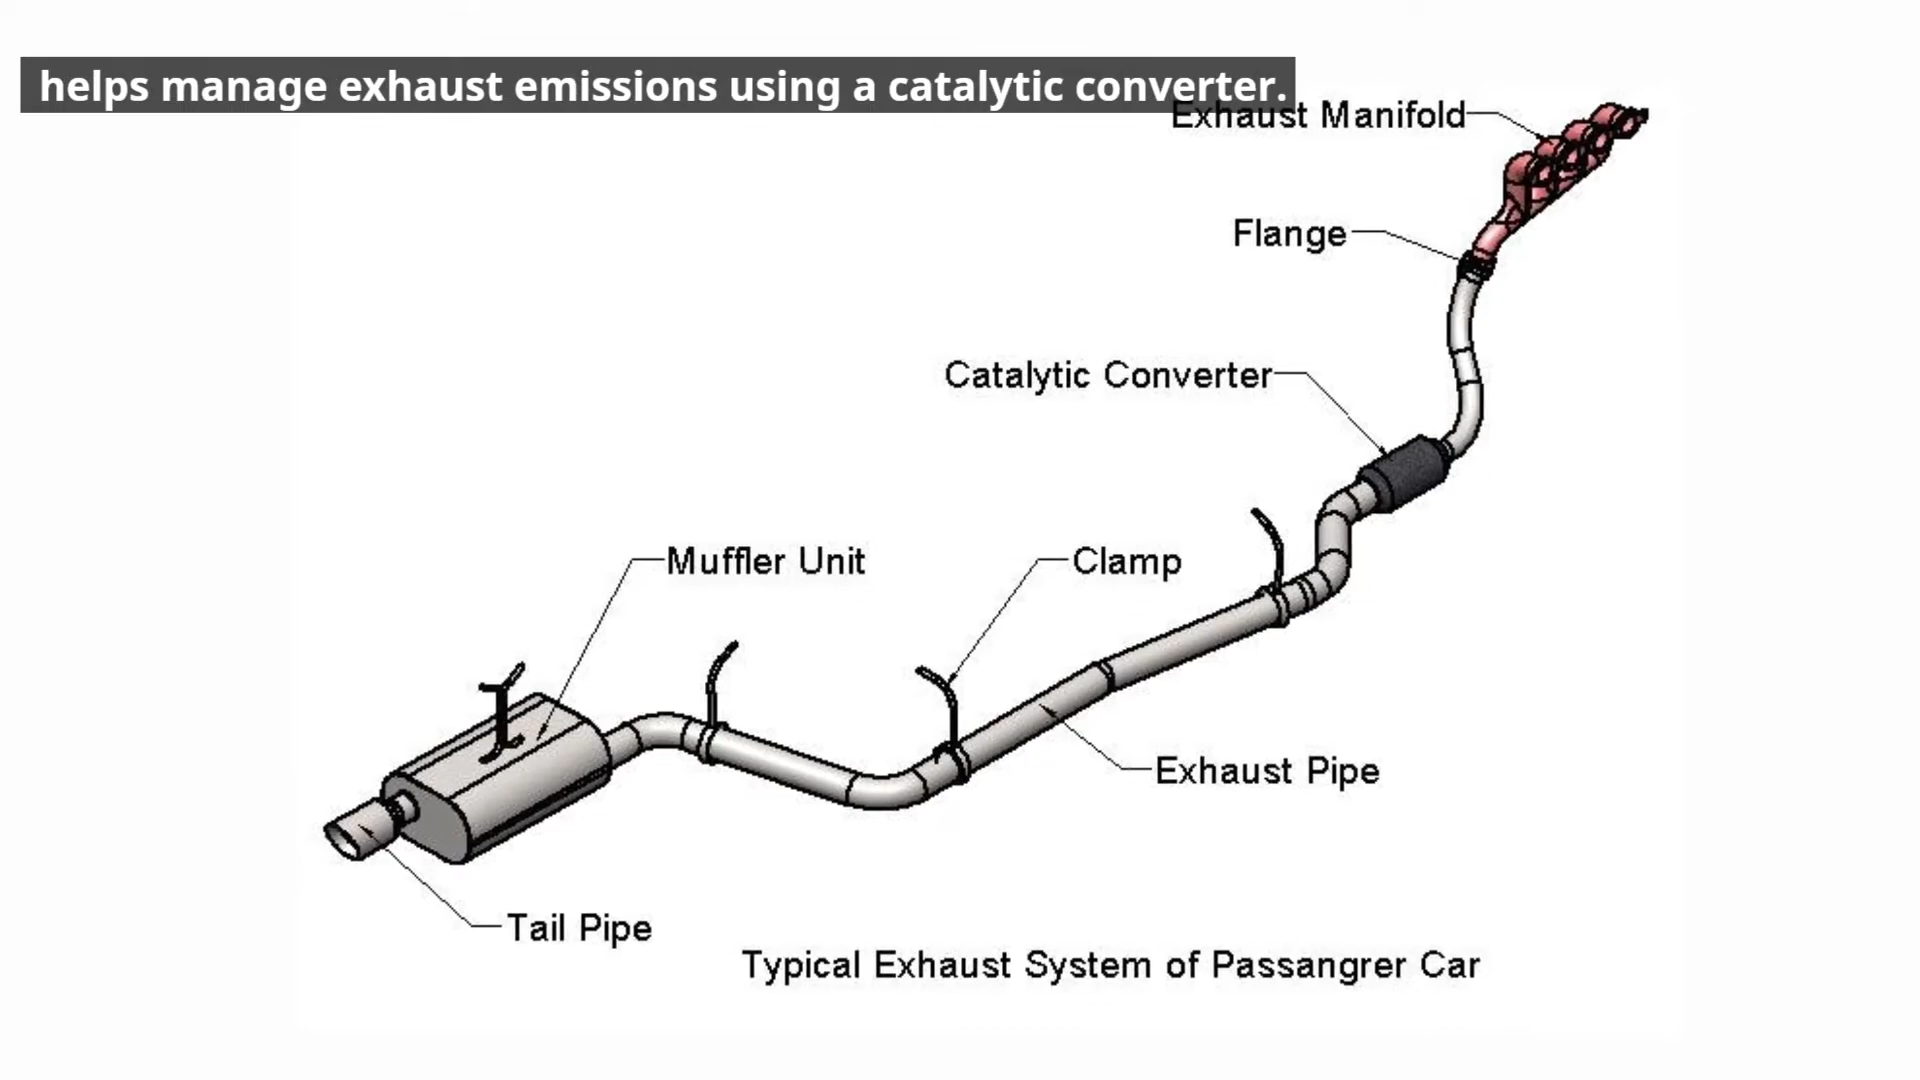 helps manage exhaust emissions using a catalytic converter.
Exhaust Manifold
Flange
Catalytic Converter
Muffler Unit
Clamp
Exhaust Pipe
Tail Pipe
Typical Exhaust System of Passangrer Car